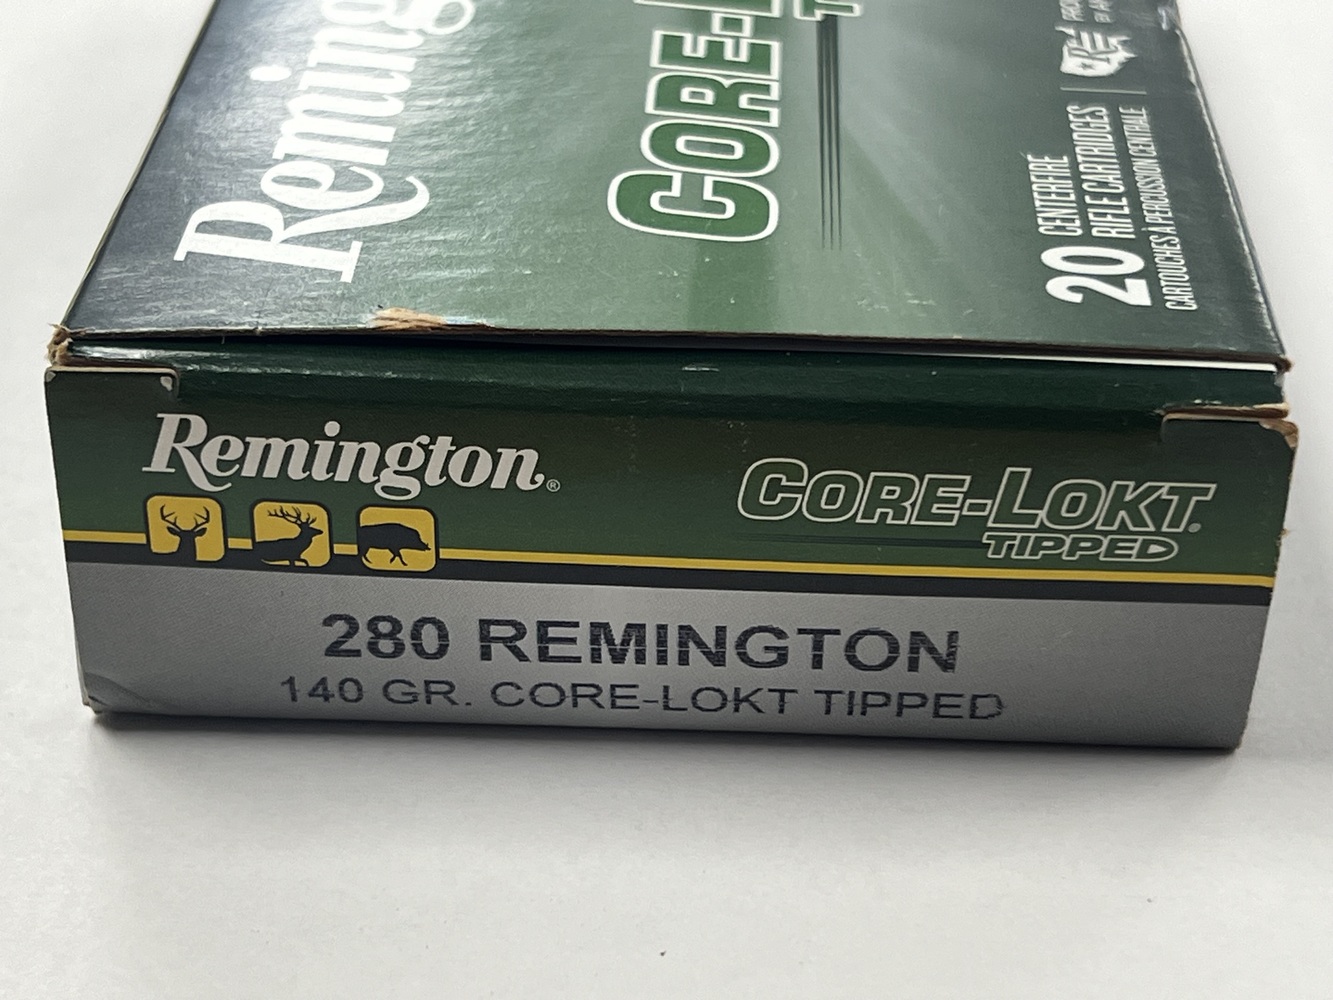 Remington
CORE-L
T
20 CENTERFIRE
RIFLE CARTRIDGES
CARTOUCHES À PERCUSSION CENTRALE
Remington®
CORE-LOKT®
TIPPED
280 REMINGTON
140 GR. CORE-LOKT TIPPED